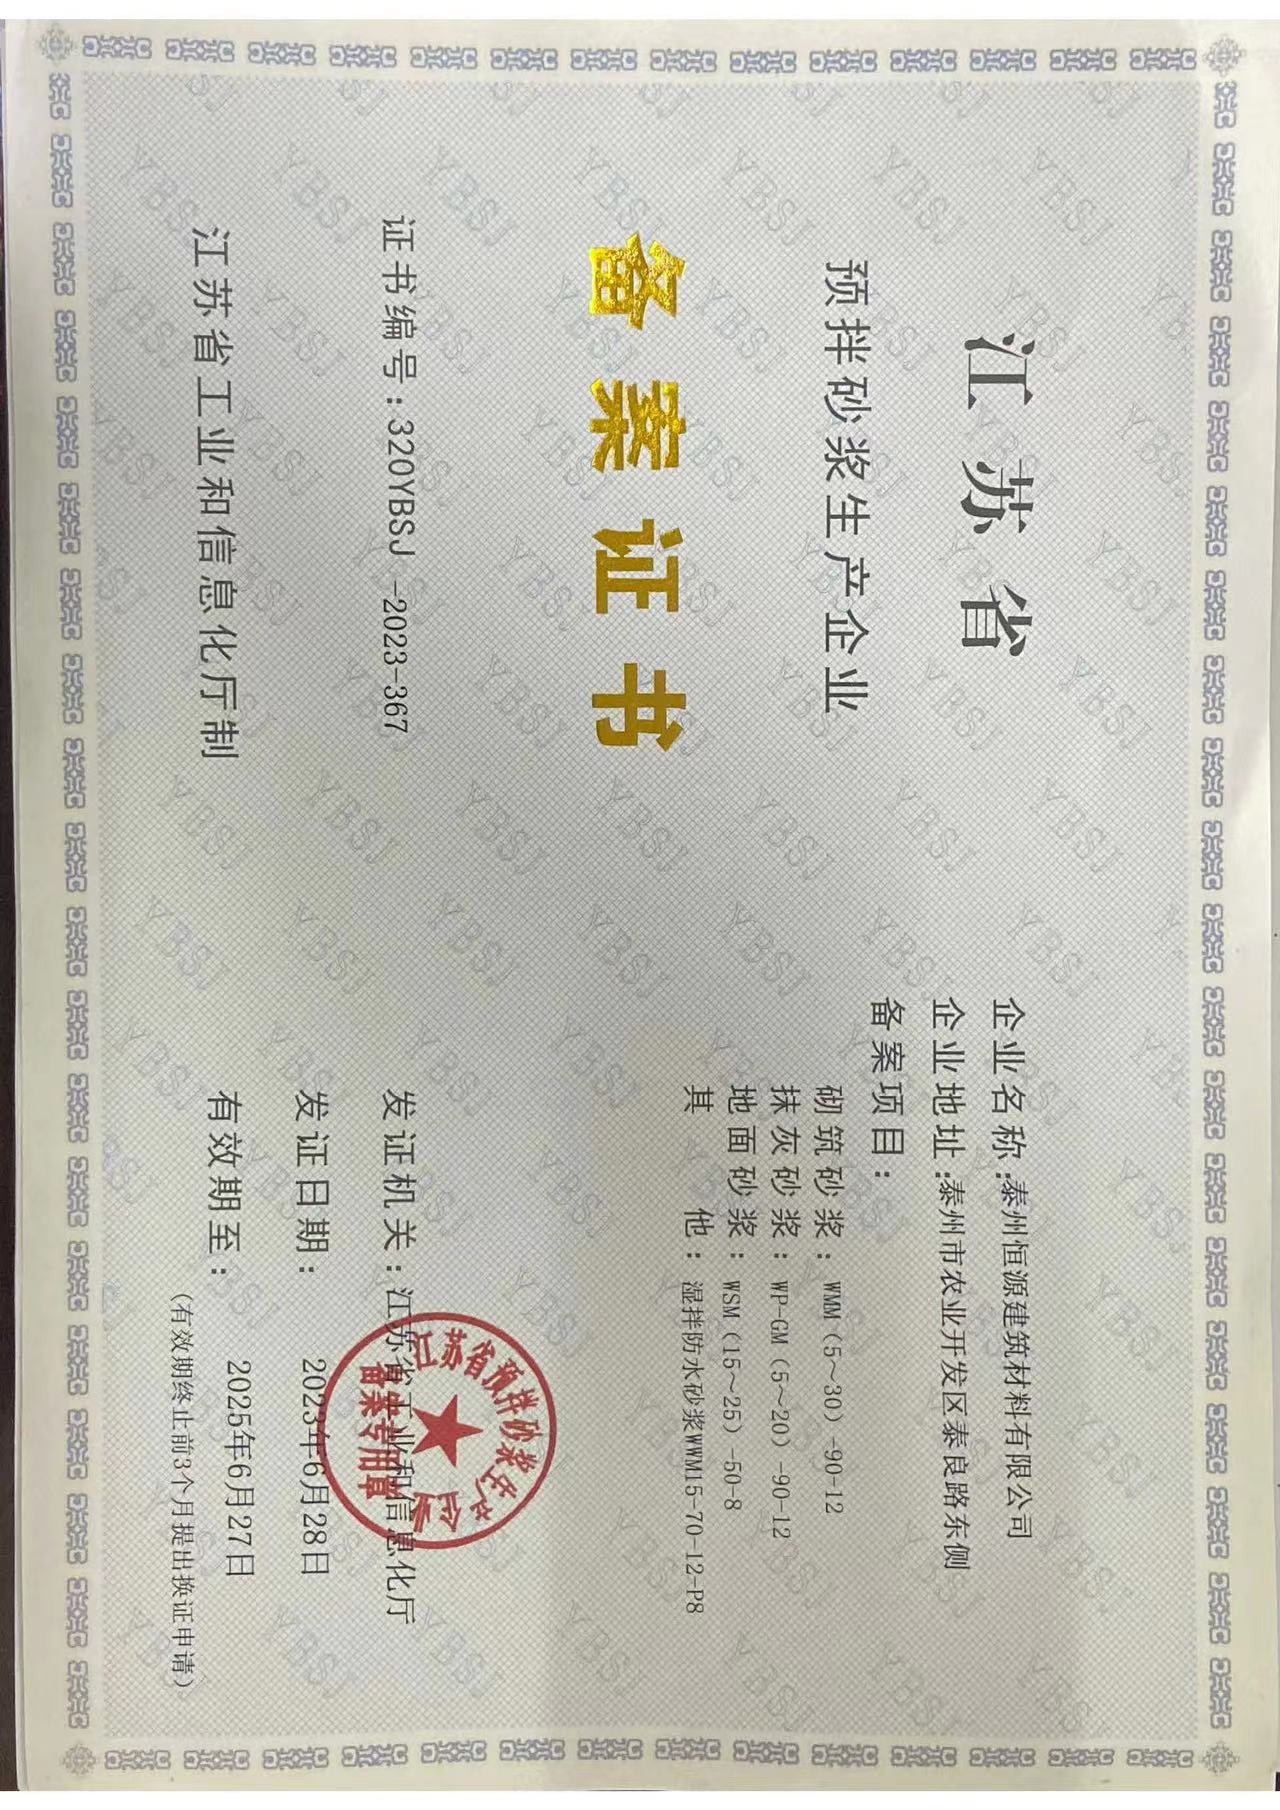 江苏省
预拌砂浆生产企业
备案证书
证书编号:320YBSJ -2023-367
江苏省工业和信息化厅制
企业名称:泰州恒源建筑材料有限公司
企业地址:泰州市农业开发区泰良路东侧
备案项目:
砌筑砂浆: WMM (5~30) -90-12
抹灰砂浆: WP-GM (5~20) -90-12
地面砂浆: WSM (15~25) -50-8
其 他: 湿拌防水砂浆WWM15-70-12-P8
发证机关:江苏省工业和信息化厅
发证日期: 2023年6月28日
有效期至: 2025年6月27日
(有效期终止前3个月提出换证申请)
江苏省预拌砂浆生产企业
备案专用章
YBSJ